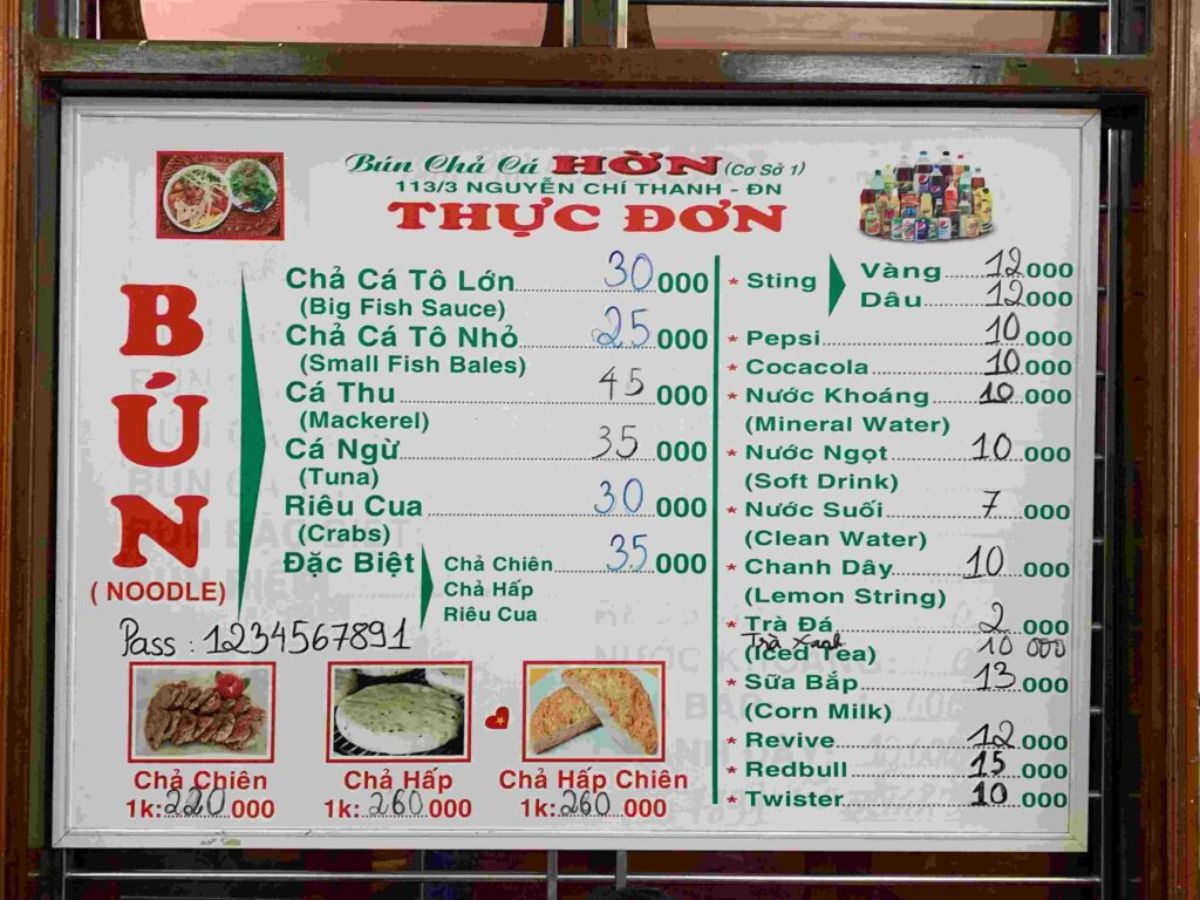 Bún Chả Cá HỜN (Cơ Sở 1)
113/3 NGUYỄN CHÍ THANH - ĐN
THỰC ĐƠN
BÚN
(NOODLE)
Chả Cá Tô Lớn 30 000
(Big Fish Sauce)
Chả Cá Tô Nhỏ 25 000
(Small Fish Bales)
Cá Thu 45 000
(Mackerel)
Cá Ngừ 35 000
(Tuna)
Riêu Cua 30 000
(Crabs)
Đặc Biệt Chả Chiên 35 000
Chả Hấp
Riêu Cua
Pass : 1234567891
Chả Chiên
1k: 220.000
Chả Hấp
1k: 260.000
Chả Hấp Chiên
1k: 260.000
* Sting Vàng 12 000
Dâu 12 000
* Pepsi 10.000
* Cocacola 10.000
* Nước Khoáng 10.000
(Mineral Water)
* Nước Ngọt 10.000
(Soft Drink)
* Nước Suối 7.000
(Clean Water)
* Chanh Dây 10.000
(Lemon String)
* Trà Đá 2.000
Trà Xanh 10 000
(Iced Tea)
* Sữa Bắp 13.000
(Corn Milk)
* Revive 12.000
* Redbull 15.000
* Twister 10.000